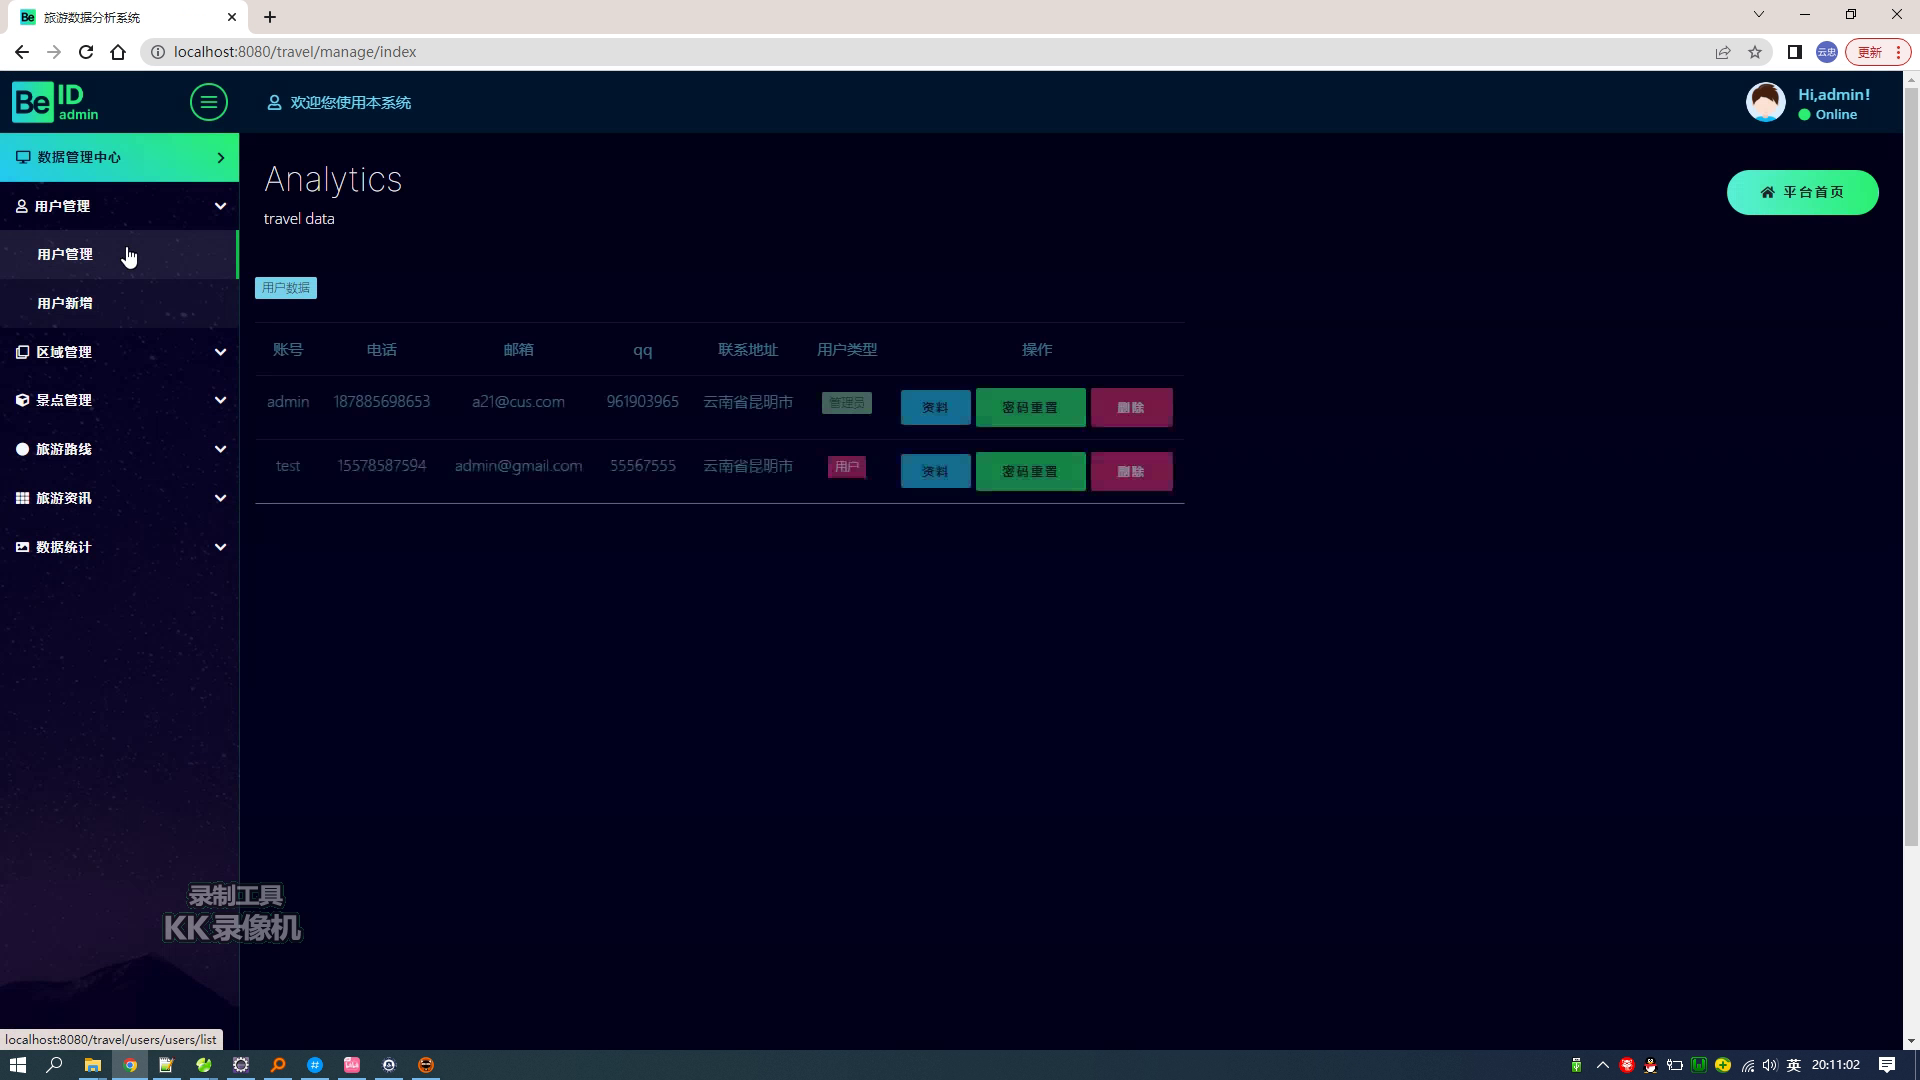 Be 旅游数据分析系统
localhost:8080/travel/manage/index
云忠
更新
Be ID admin
欢迎您使用本系统
Hi,admin!
Online
数据管理中心
用户管理
用户管理
用户新增
区域管理
景点管理
旅游路线
旅游资讯
数据统计
Analytics
travel data
平台首页
用户数据
账号 电话 邮箱 qq 联系地址 用户类型 操作
admin 187885698653 a21@cus.com 961903965 云南省昆明市 管理员 资料 密码重置 删除
test 15578587594 admin@gmail.com 55567555 云南省昆明市 用户 资料 密码重置 删除
录制工具
KK录像机
localhost:8080/travel/users/users/list
英 20:11:02